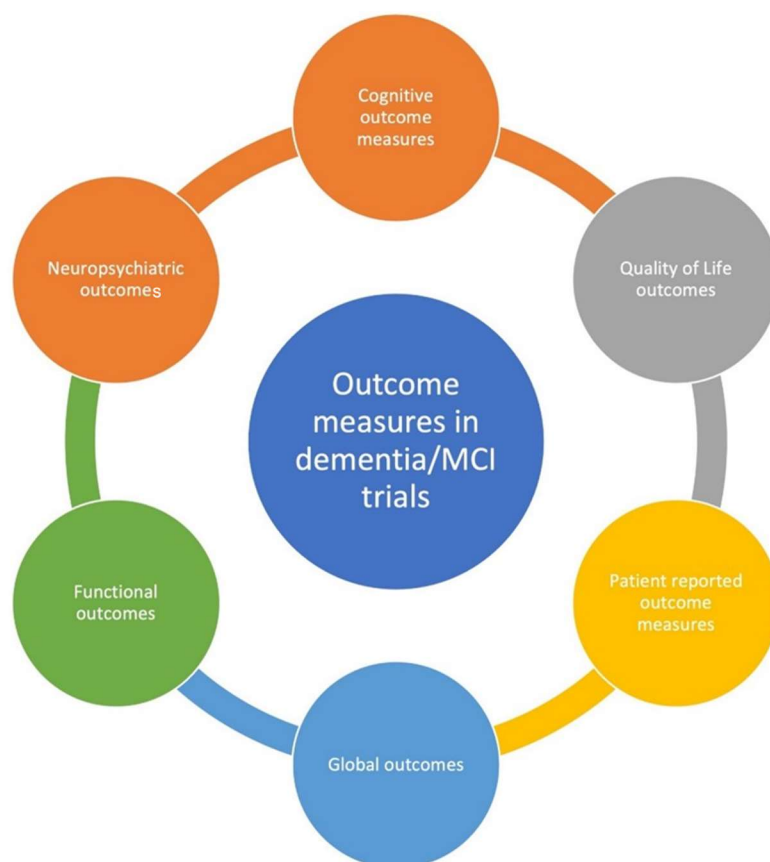 Cognitive
outcome
measures
Neuropsychiatric
outcomes
Quality of Life
outcomes
Outcome
measures in
dementia/MCI
trials
Functional
outcomes
Patient reported
outcome
measures
Global outcomes